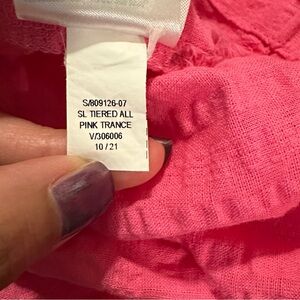 S/809126-07
SL TIERED ALL
PINK TRANCE
V/306006
10/21